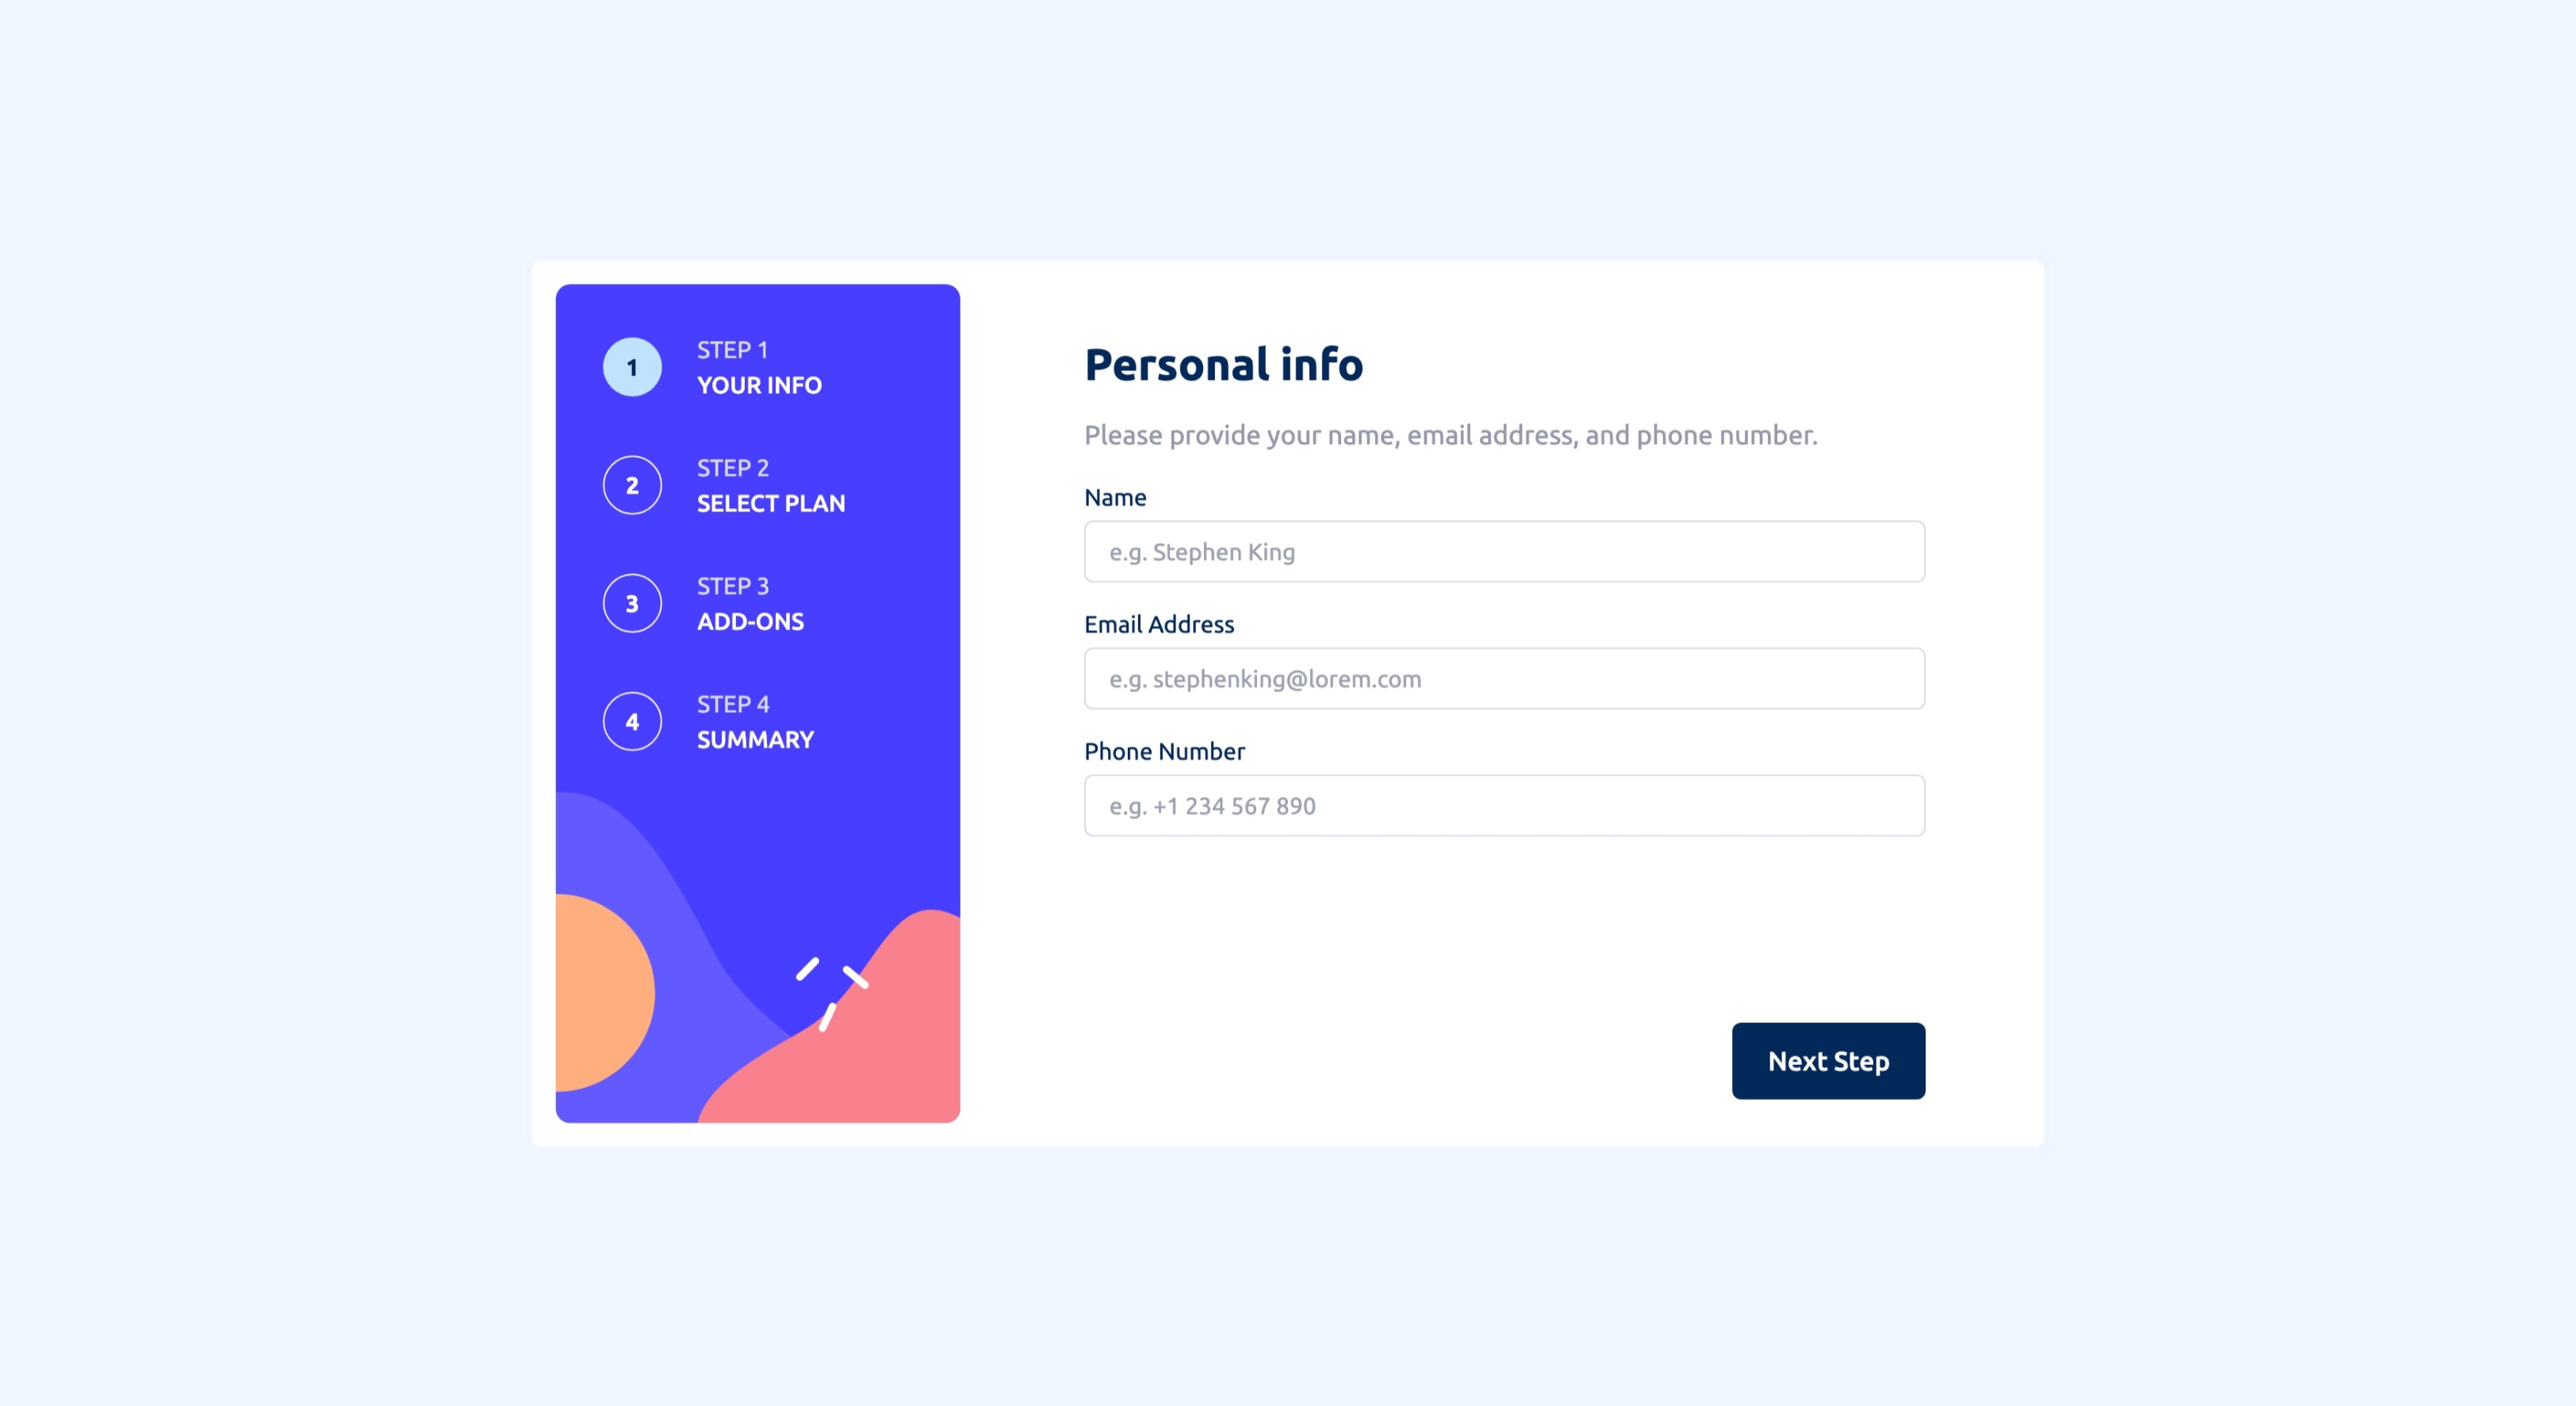 1
STEP 1
YOUR INFO
2
STEP 2
SELECT PLAN
3
STEP 3
ADD-ONS
4
STEP 4
SUMMARY
Personal info
Please provide your name, email address, and phone number.
Name
e.g. Stephen King
Email Address
e.g. stephenking@lorem.com
Phone Number
e.g. +1 234 567 890
Next Step